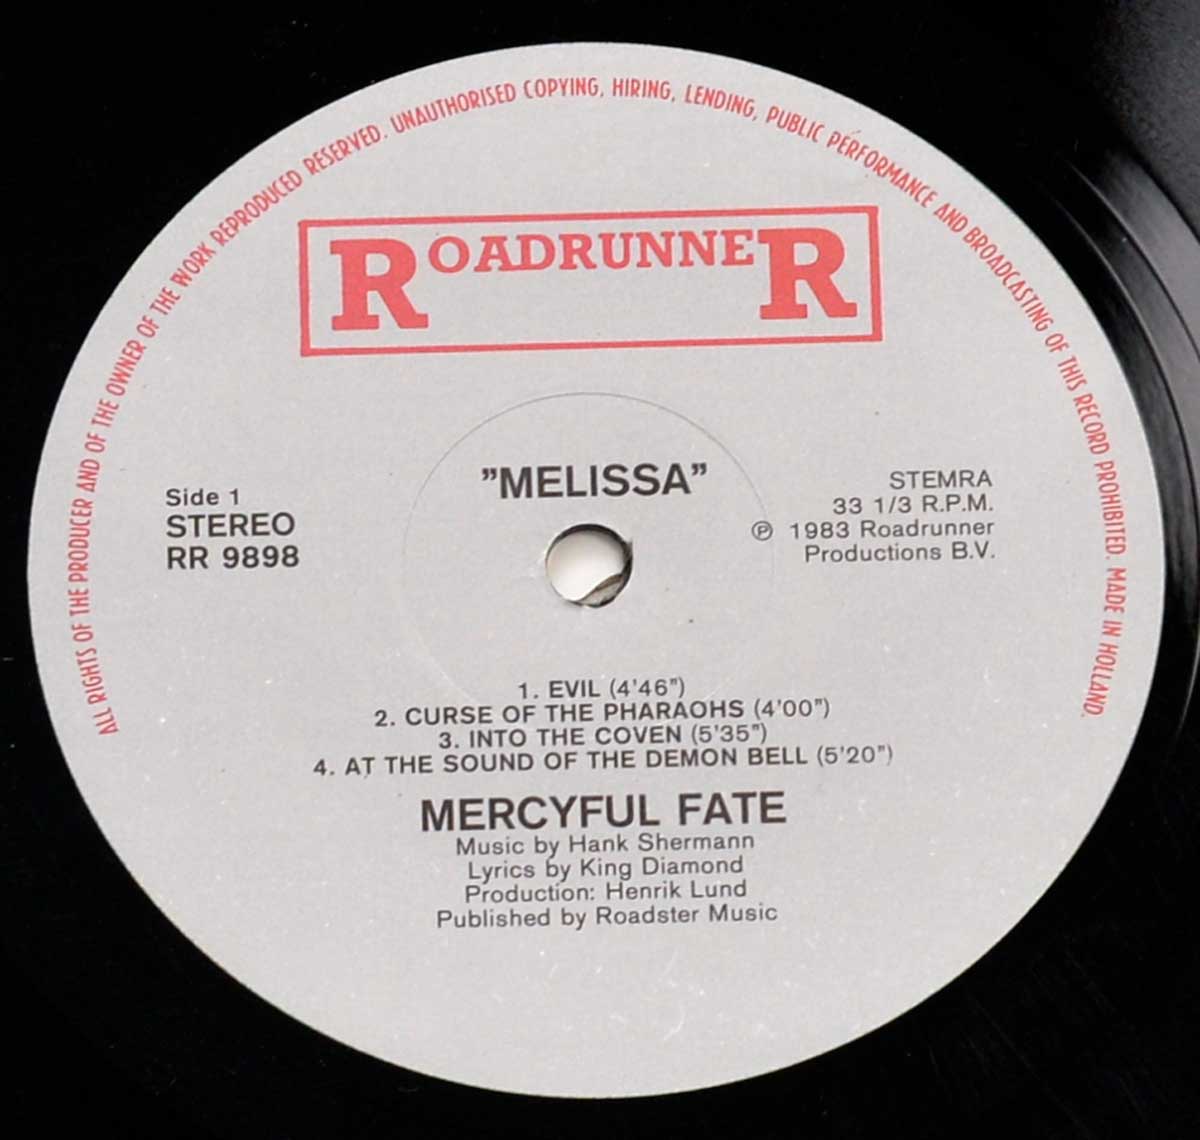 ALL RIGHTS OF THE PRODUCER AND OF THE OWNER OF THE WORK REPRODUCED RESERVED. UNAUTHORISED COPYING, HIRING, LENDING, PUBLIC PERFORMANCE AND BROADCASTING OF THIS RECORD PROHIBITED. MADE IN HOLLAND.
ROADRUNNER
"MELISSA"
Side 1
STEREO
RR 9898
STEMRA
33 1/3 R.P.M.
℗ 1983 Roadrunner
Productions B.V.
1. EVIL (4'46")
2. CURSE OF THE PHARAOHS (4'00")
3. INTO THE COVEN (5'35")
4. AT THE SOUND OF THE DEMON BELL (5'20")
MERCYFUL FATE
Music by Hank Shermann
Lyrics by King Diamond
Production: Henrik Lund
Published by Roadster Music